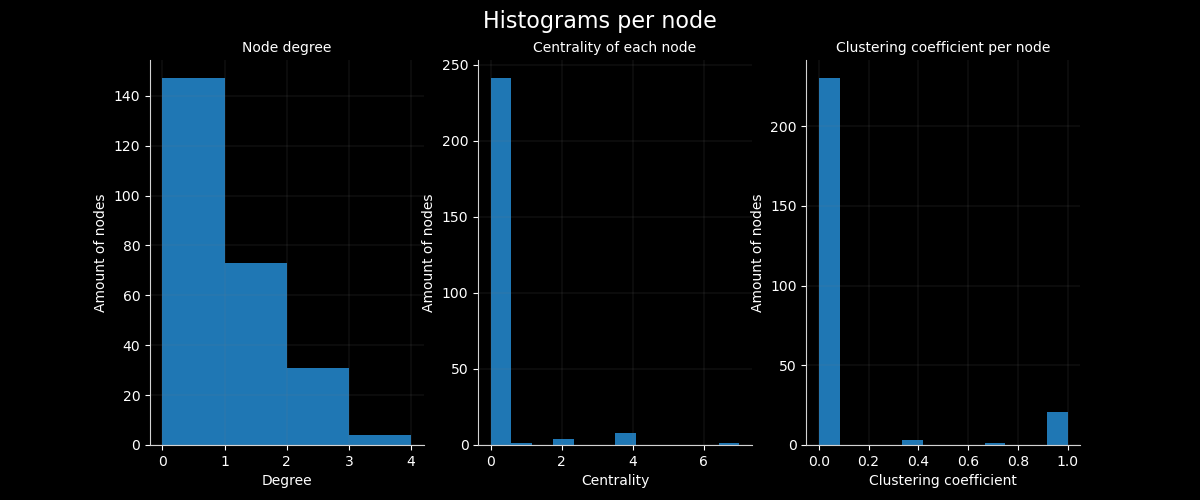 Histograms per node
Node degree
Amount of nodes
140
120
100
80
60
40
20
0
0 1 2 3 4
Degree
Centrality of each node
Amount of nodes
250
200
150
100
50
0
0 2 4 6
Centrality
Clustering coefficient per node
Amount of nodes
200
150
100
50
0
0.0 0.2 0.4 0.6 0.8 1.0
Clustering coefficient